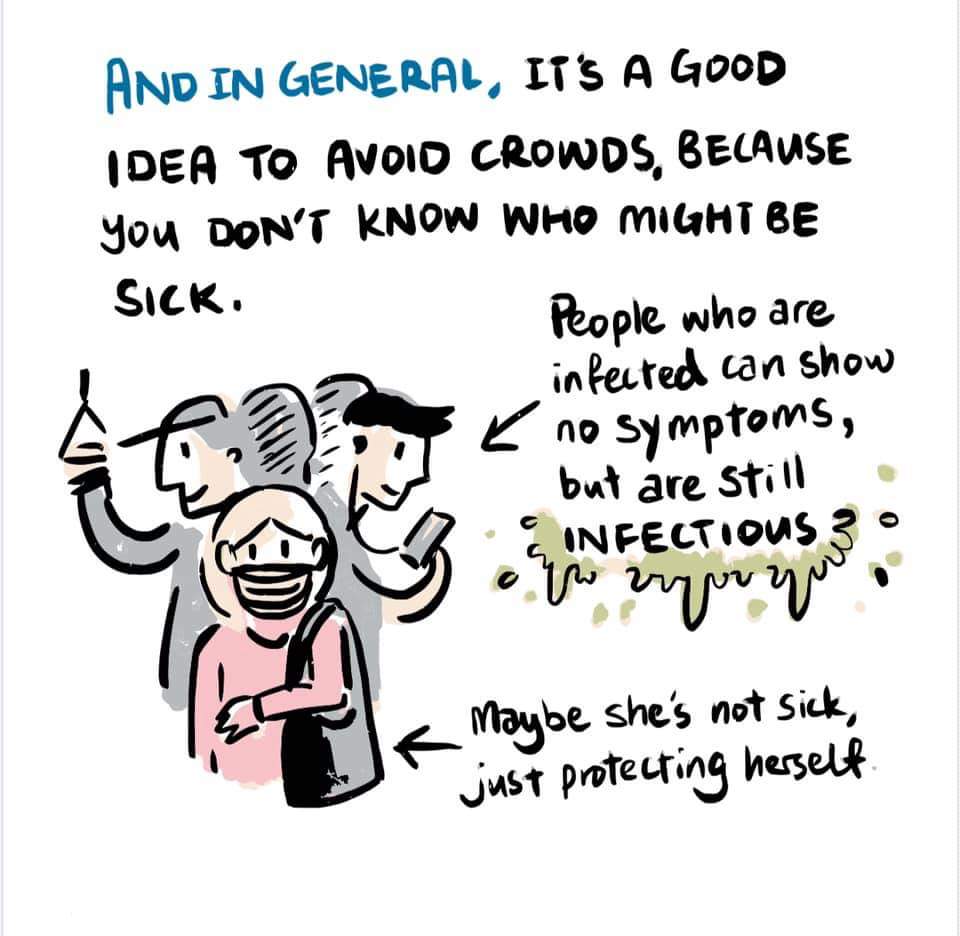 AND IN GENERAL, IT'S A GOOD
IDEA TO AVOID CROWDS, BECAUSE
YOU DON'T KNOW WHO MIGHT BE
SICK.
People who are
infected can show
no symptoms,
but are still
INFECTIOUS
Maybe she's not sick,
just protecting herself.